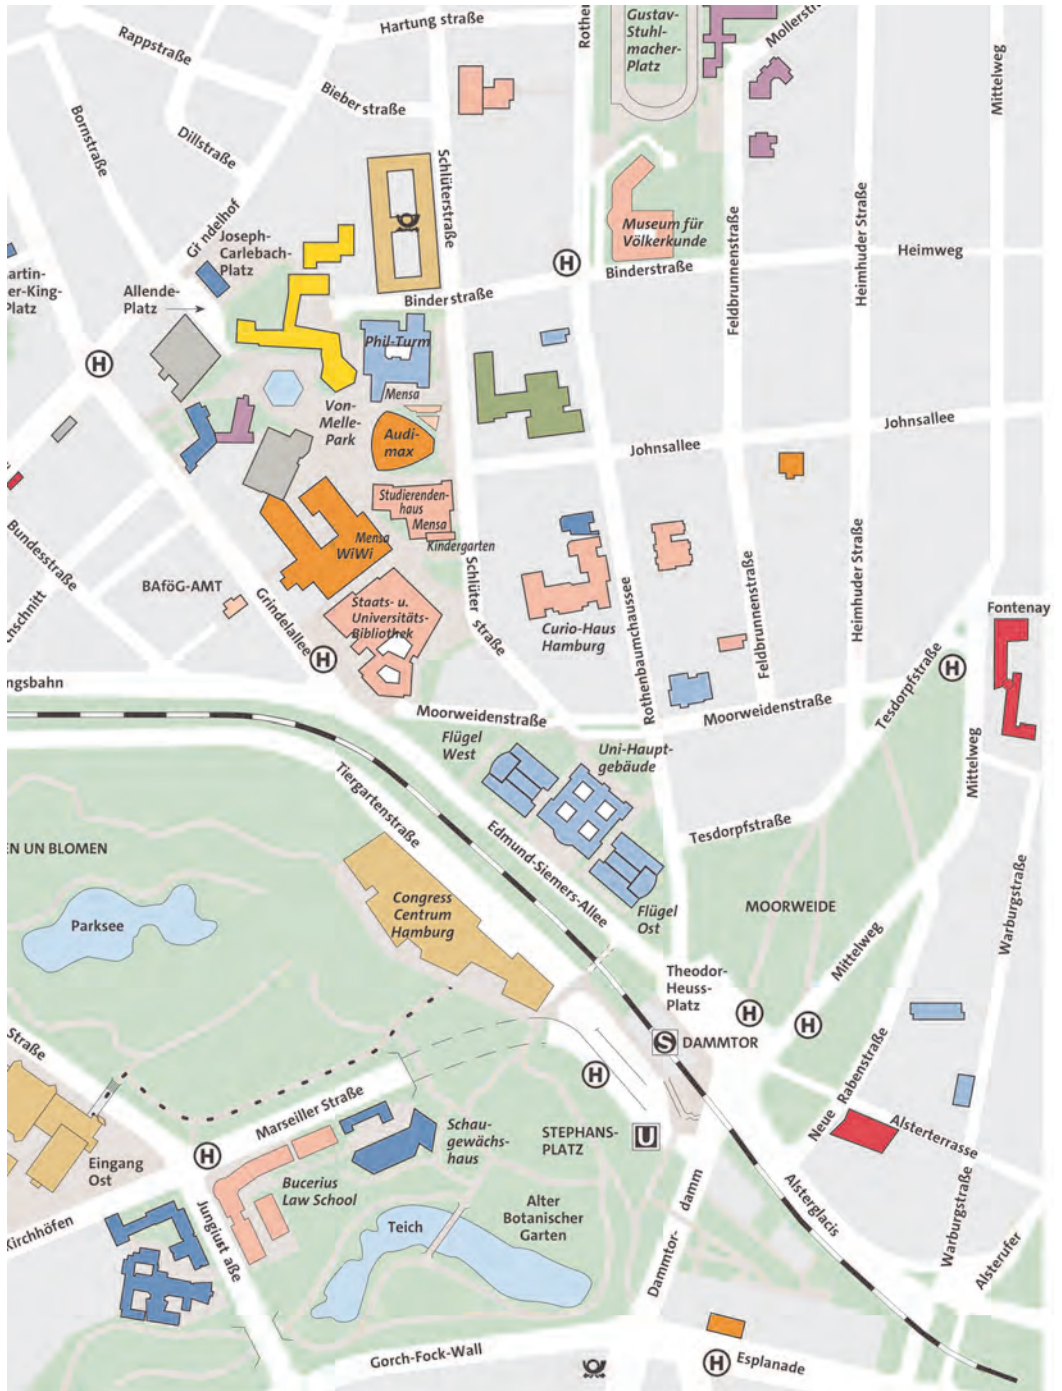 Hartung straße
Rappstraße
Bieber straße
Bornstraße
Dillstraße
Gustav-
Stuhl-
macher-
Platz
Mittelweg
Schlüterstraße
Joseph-
Carlebach-
Platz
Allende-
Platz
Museum für
Völkerkunde
Binderstraße
Binder straße
Feldbrunnenstraße
Heimhuder Straße
Heimweg
H
H
Phil-Turm
Mensa
Von-
Melle-
Park
Audi-
max
Johnsallee
Johnsallee
Studierenden-
haus
Mensa
Kindergarten
Mensa
WiWi
Bundesstraße
BAföG-AMT
Grindelallee
Staats- u.
Universitäts-
Bibliothek
H
Schlüter straße
Curio-Haus
Hamburg
Rothenbaumchaussee
Feldbrunnenstraße
Heimhuder Straße
Fontenay
H
Tesdorpfstraße
Moorweidenstraße
Moorweidenstraße
Mittelweg
Flügel
West
Uni-Haupt-
gebäude
Tiergartenstraße
Edmund-Siemers-Allee
Tesdorpfstraße
Parksee
Congress
Centrum
Hamburg
Flügel
Ost
MOORWEIDE
Mittelweg
Warburgstraße
Theodor-
Heuss-
Platz
H
H
S
DAMMTOR
H
Straße
Marseiller Straße
Schau-
gewächs-
haus
STEPHANS-
PLATZ
U
Neue Rabenstraße
Alsterterrasse
Eingang
Ost
H
Bucerius
Law School
Alter
Botanischer
Garten
Teich
Dammtor-
damm
Alsterglacis
Warburgstraße
Alsterufer
Gorch-Fock-Wall
H
Esplanade